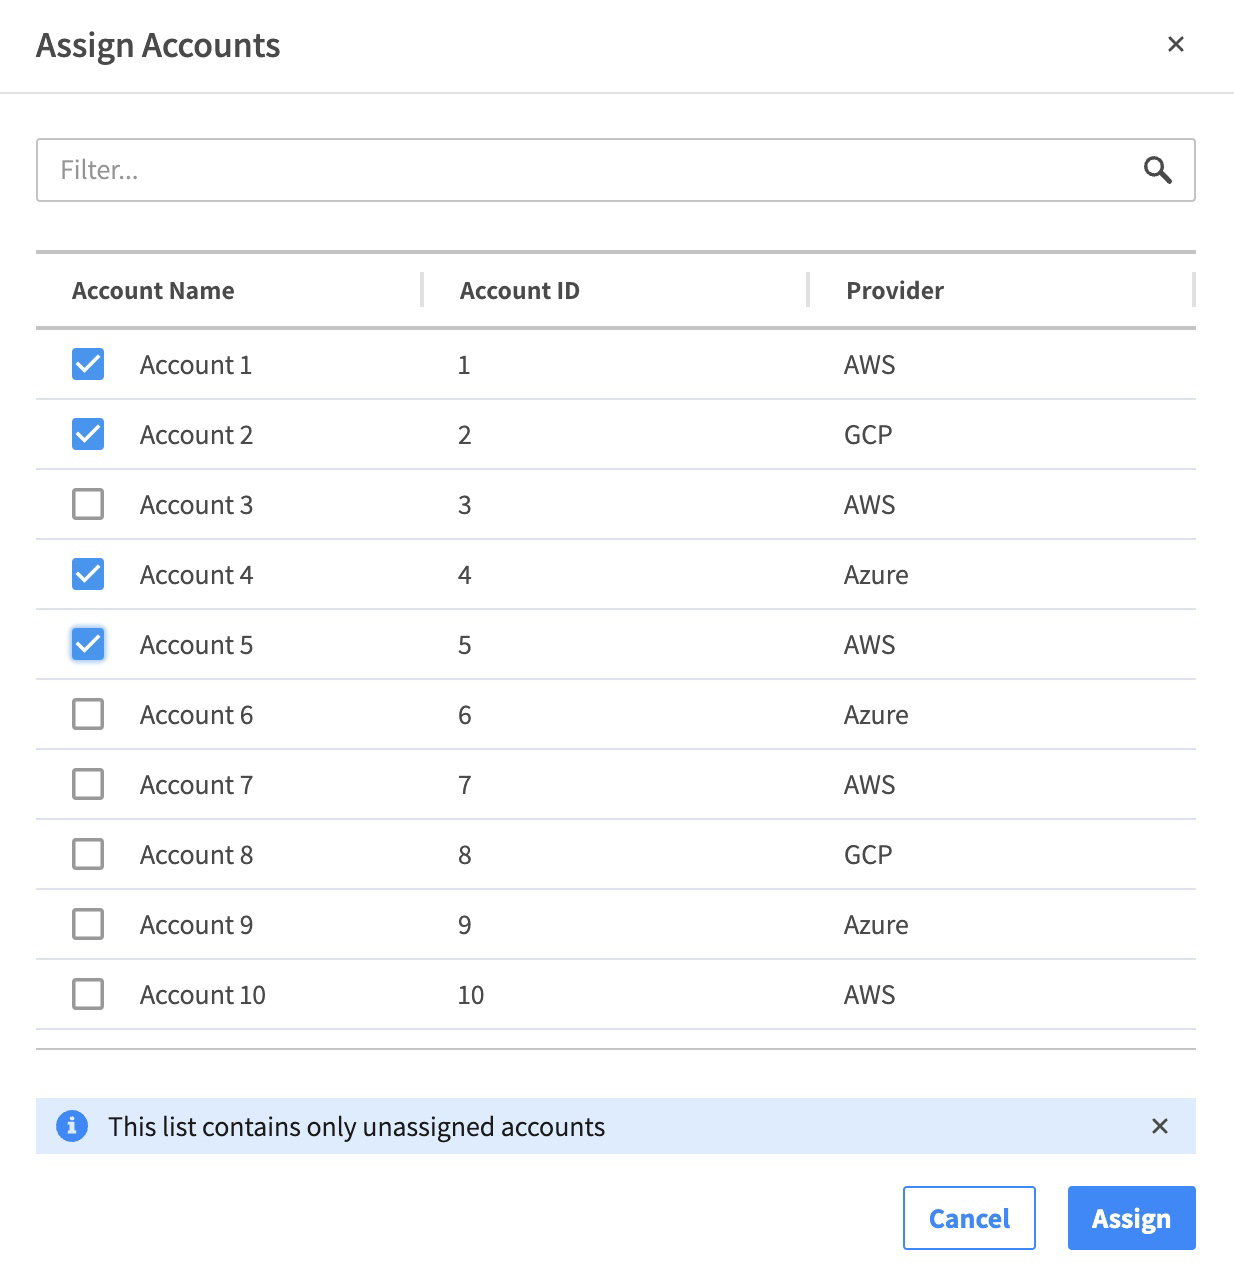 Assign Accounts
Filter...
Account Name Account ID Provider
Account 1 1 AWS
Account 2 2 GCP
Account 3 3 AWS
Account 4 4 Azure
Account 5 5 AWS
Account 6 6 Azure
Account 7 7 AWS
Account 8 8 GCP
Account 9 9 Azure
Account 10 10 AWS
This list contains only unassigned accounts
Cancel Assign